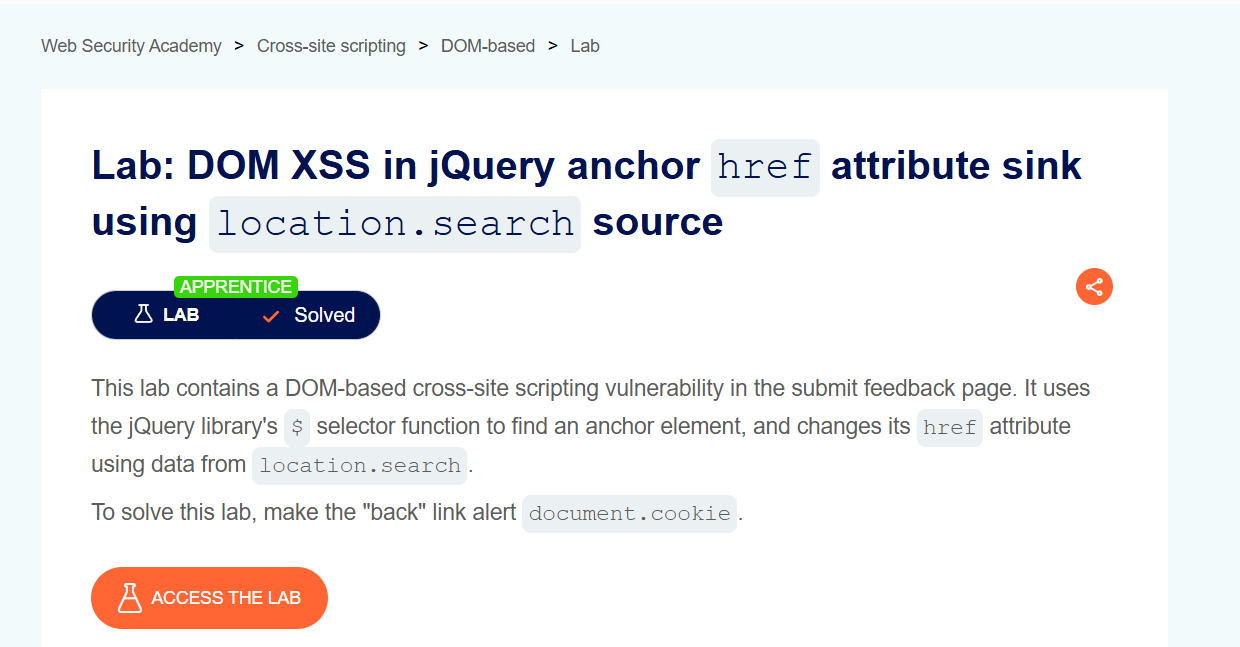 Web Security Academy > Cross-site scripting > DOM-based > Lab
Lab: DOM XSS in jQuery anchor href attribute sink
using location.search source
APPRENTICE
LAB Solved
This lab contains a DOM-based cross-site scripting vulnerability in the submit feedback page. It uses
the jQuery library's $ selector function to find an anchor element, and changes its href attribute
using data from location.search.
To solve this lab, make the "back" link alert document.cookie.
ACCESS THE LAB